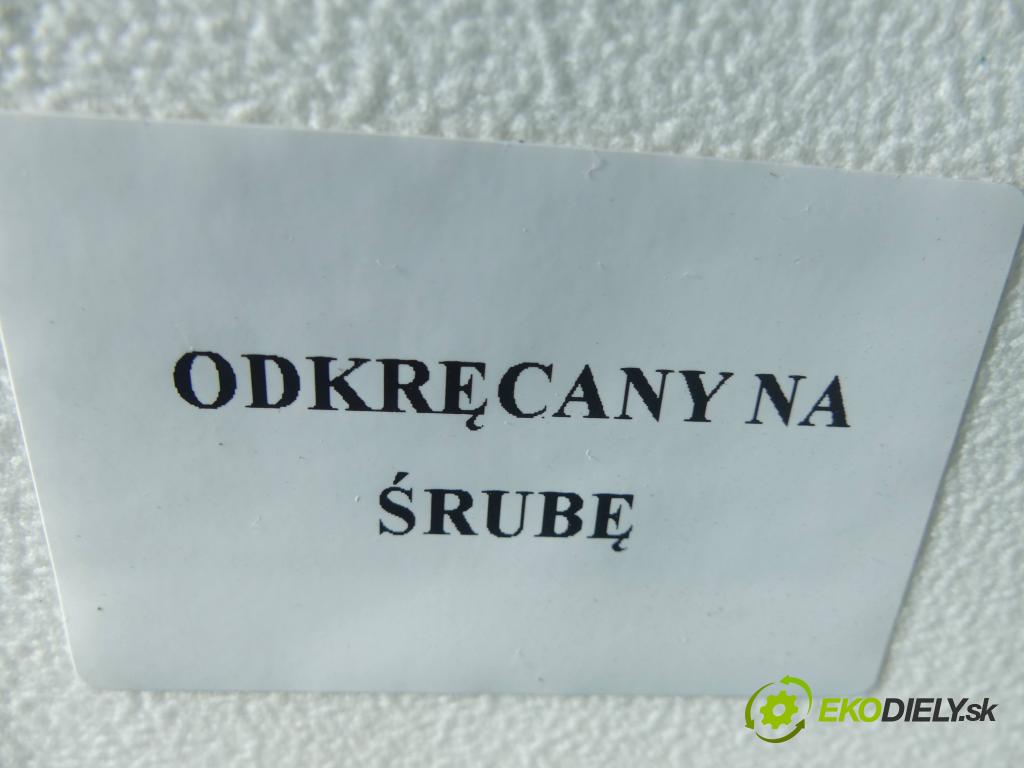 ODKRĘCANY NA
ŚRUBĘ
EKODIELY.sk